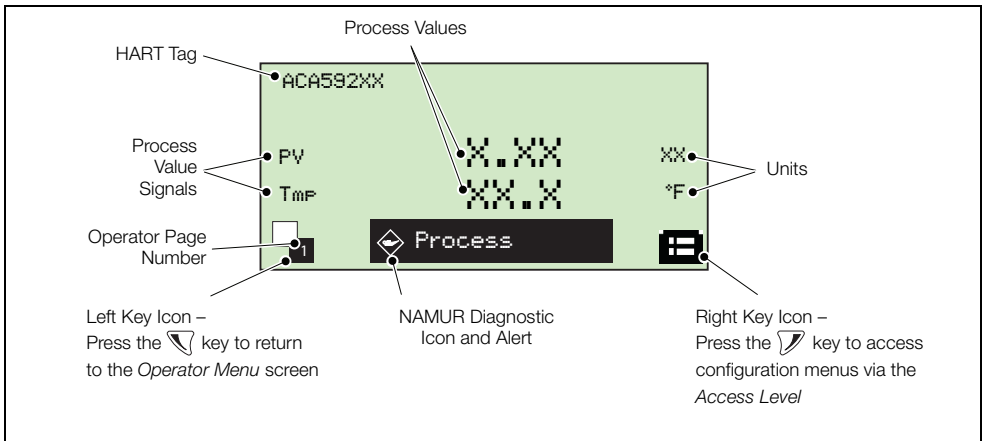 Process Values
HART Tag
ACA592XX
Process
Value
Signals
PV
X.XX
XX
Tmp
XX.X
°F
Units
Operator Page
Number
1
Process
Left Key Icon –
Press the key to return
to the Operator Menu screen
NAMUR Diagnostic
Icon and Alert
Right Key Icon –
Press the key to access
configuration menus via the
Access Level